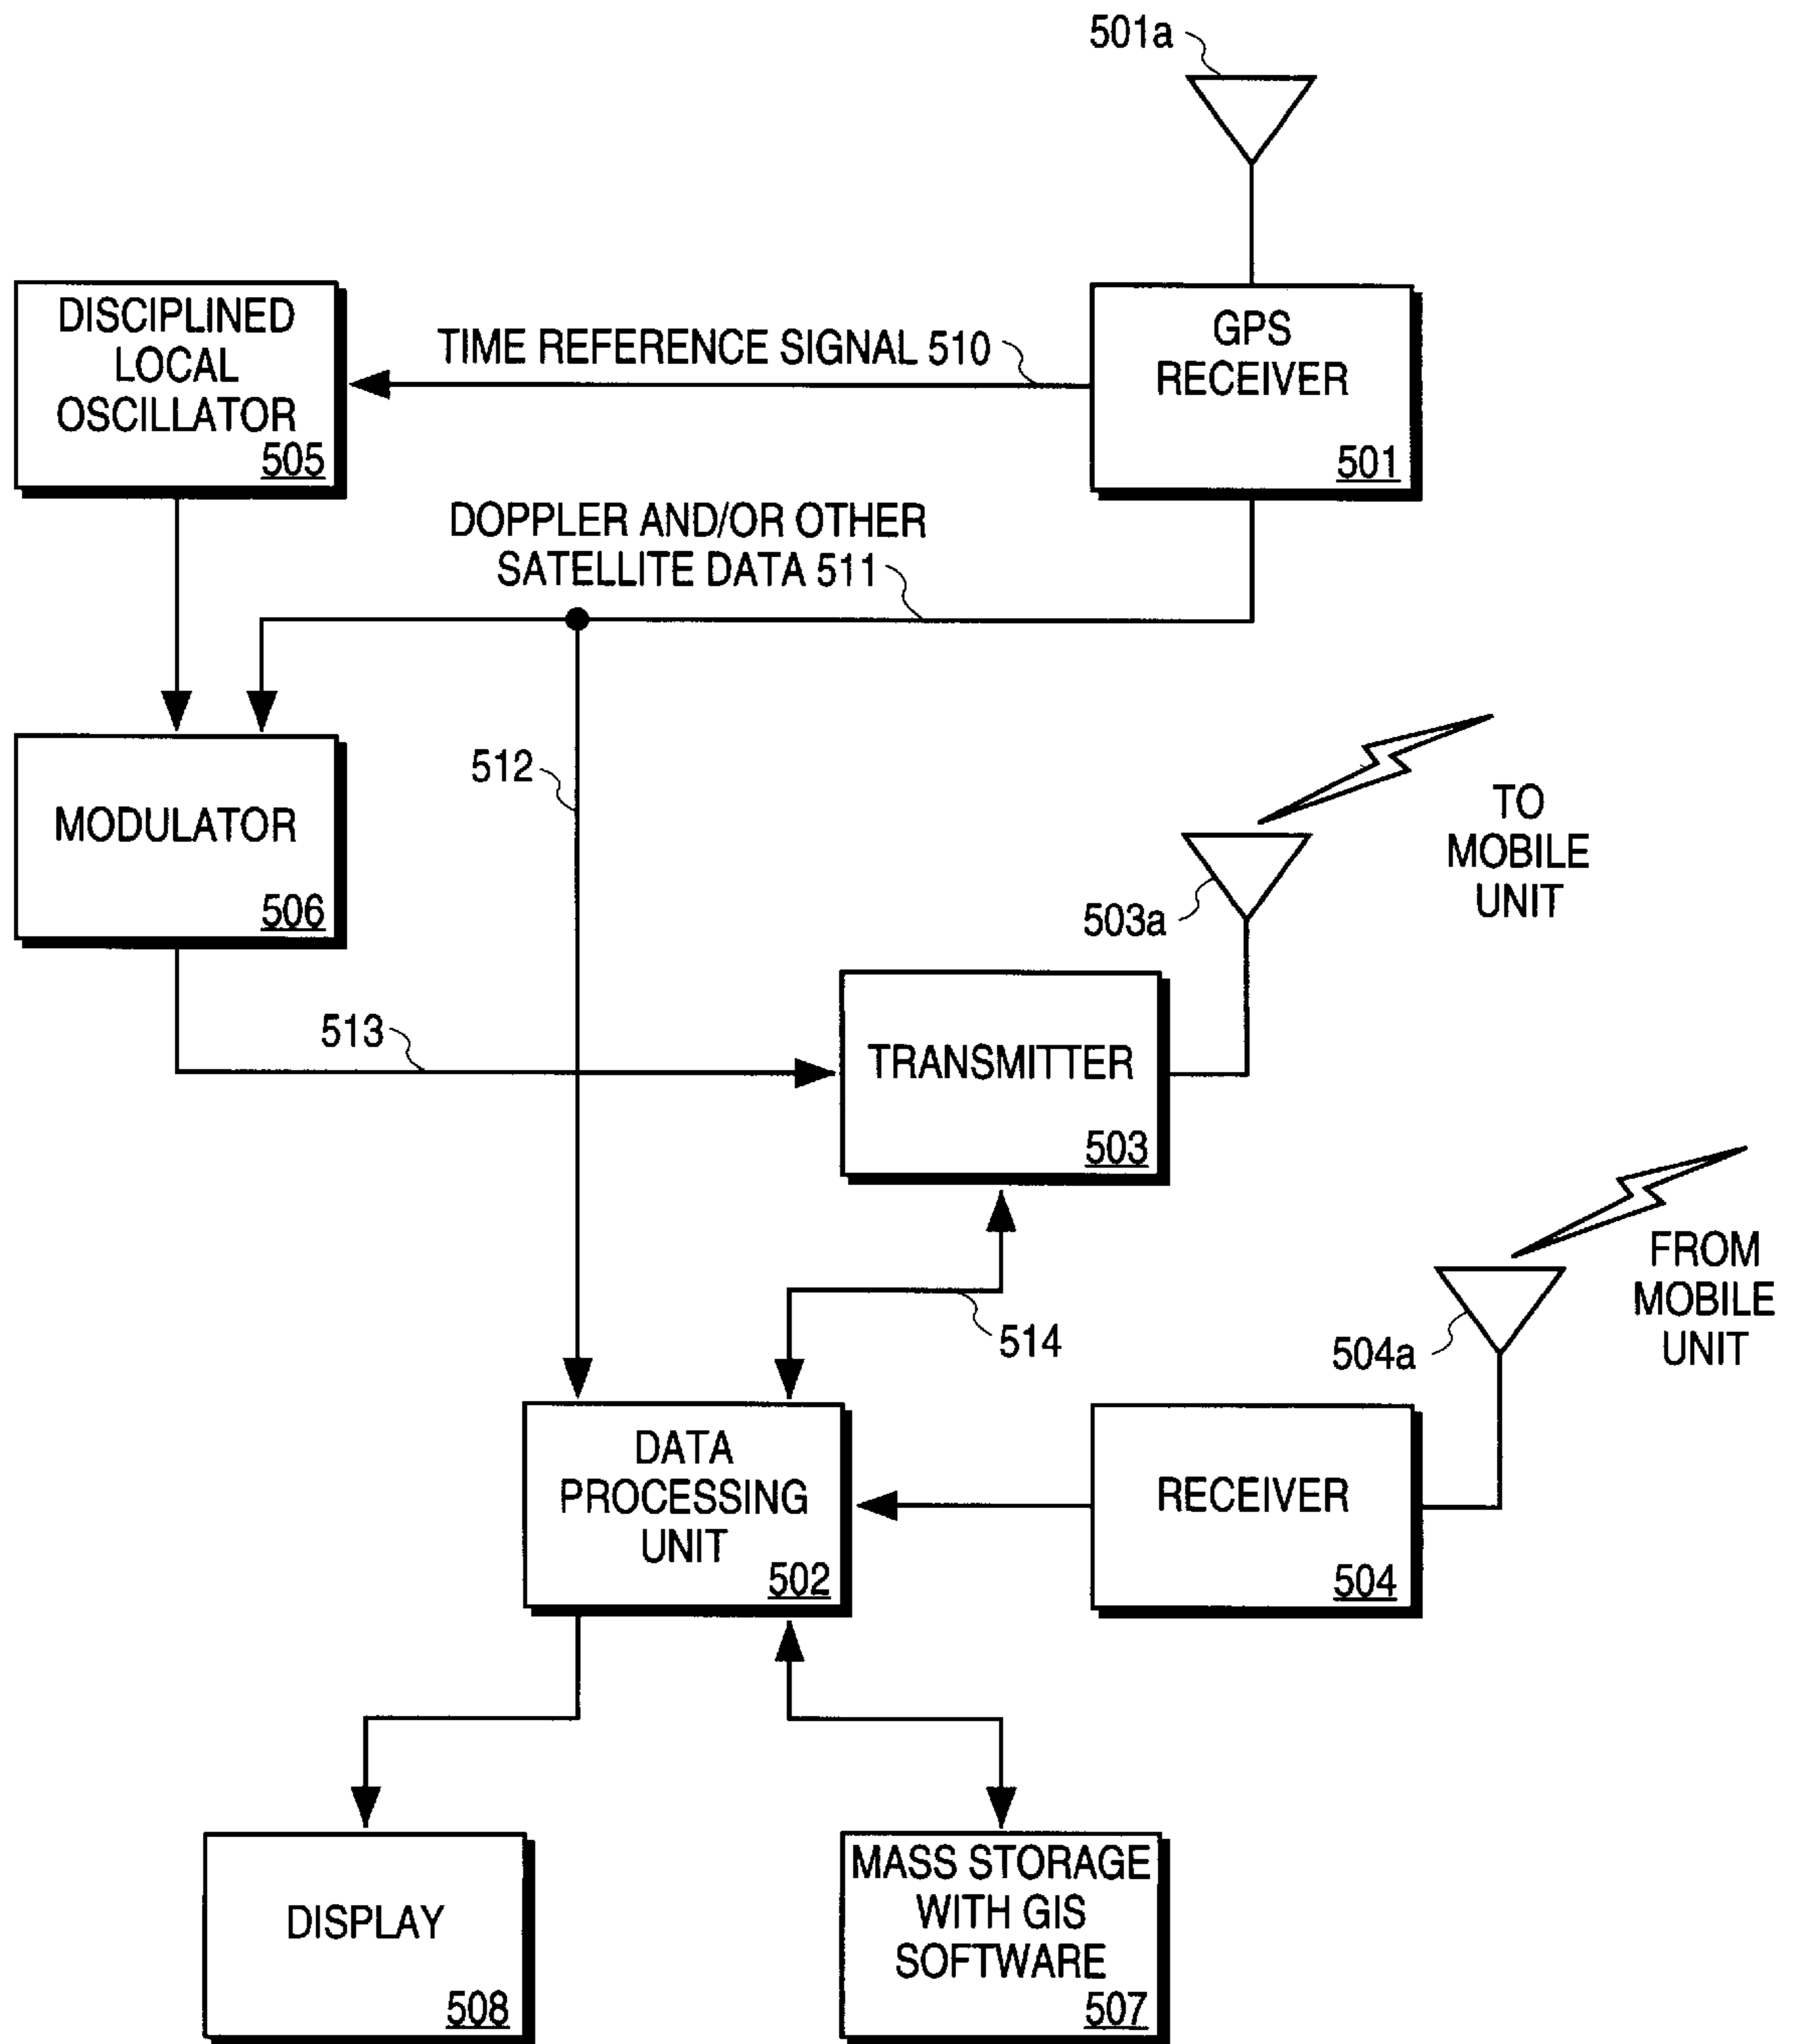 501a
DISCIPLINED
LOCAL
OSCILLATOR
505
TIME REFERENCE SIGNAL 510
GPS
RECEIVER
501
DOPPLER AND/OR OTHER
SATELLITE DATA 511
MODULATOR
506
512
TO
MOBILE
UNIT
503a
513
TRANSMITTER
503
FROM
MOBILE
UNIT
504a
514
DATA
PROCESSING
UNIT
502
RECEIVER
504
DISPLAY
508
MASS STORAGE
WITH GIS
SOFTWARE
507